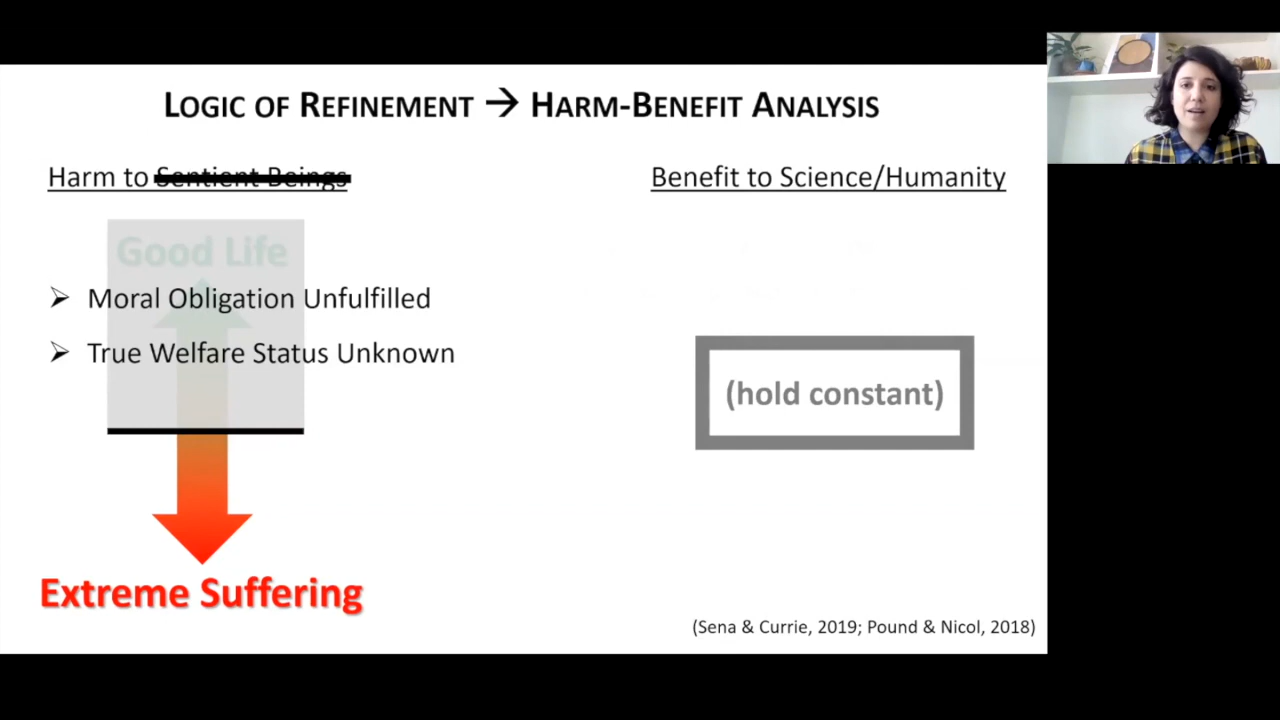 LOGIC OF REFINEMENT → HARM-BENEFIT ANALYSIS
Harm to Sentient Beings
Benefit to Science/Humanity
Good Life
➢ Moral Obligation Unfulfilled
➢ True Welfare Status Unknown
(hold constant)
Extreme Suffering
(Sena & Currie, 2019; Pound & Nicol, 2018)